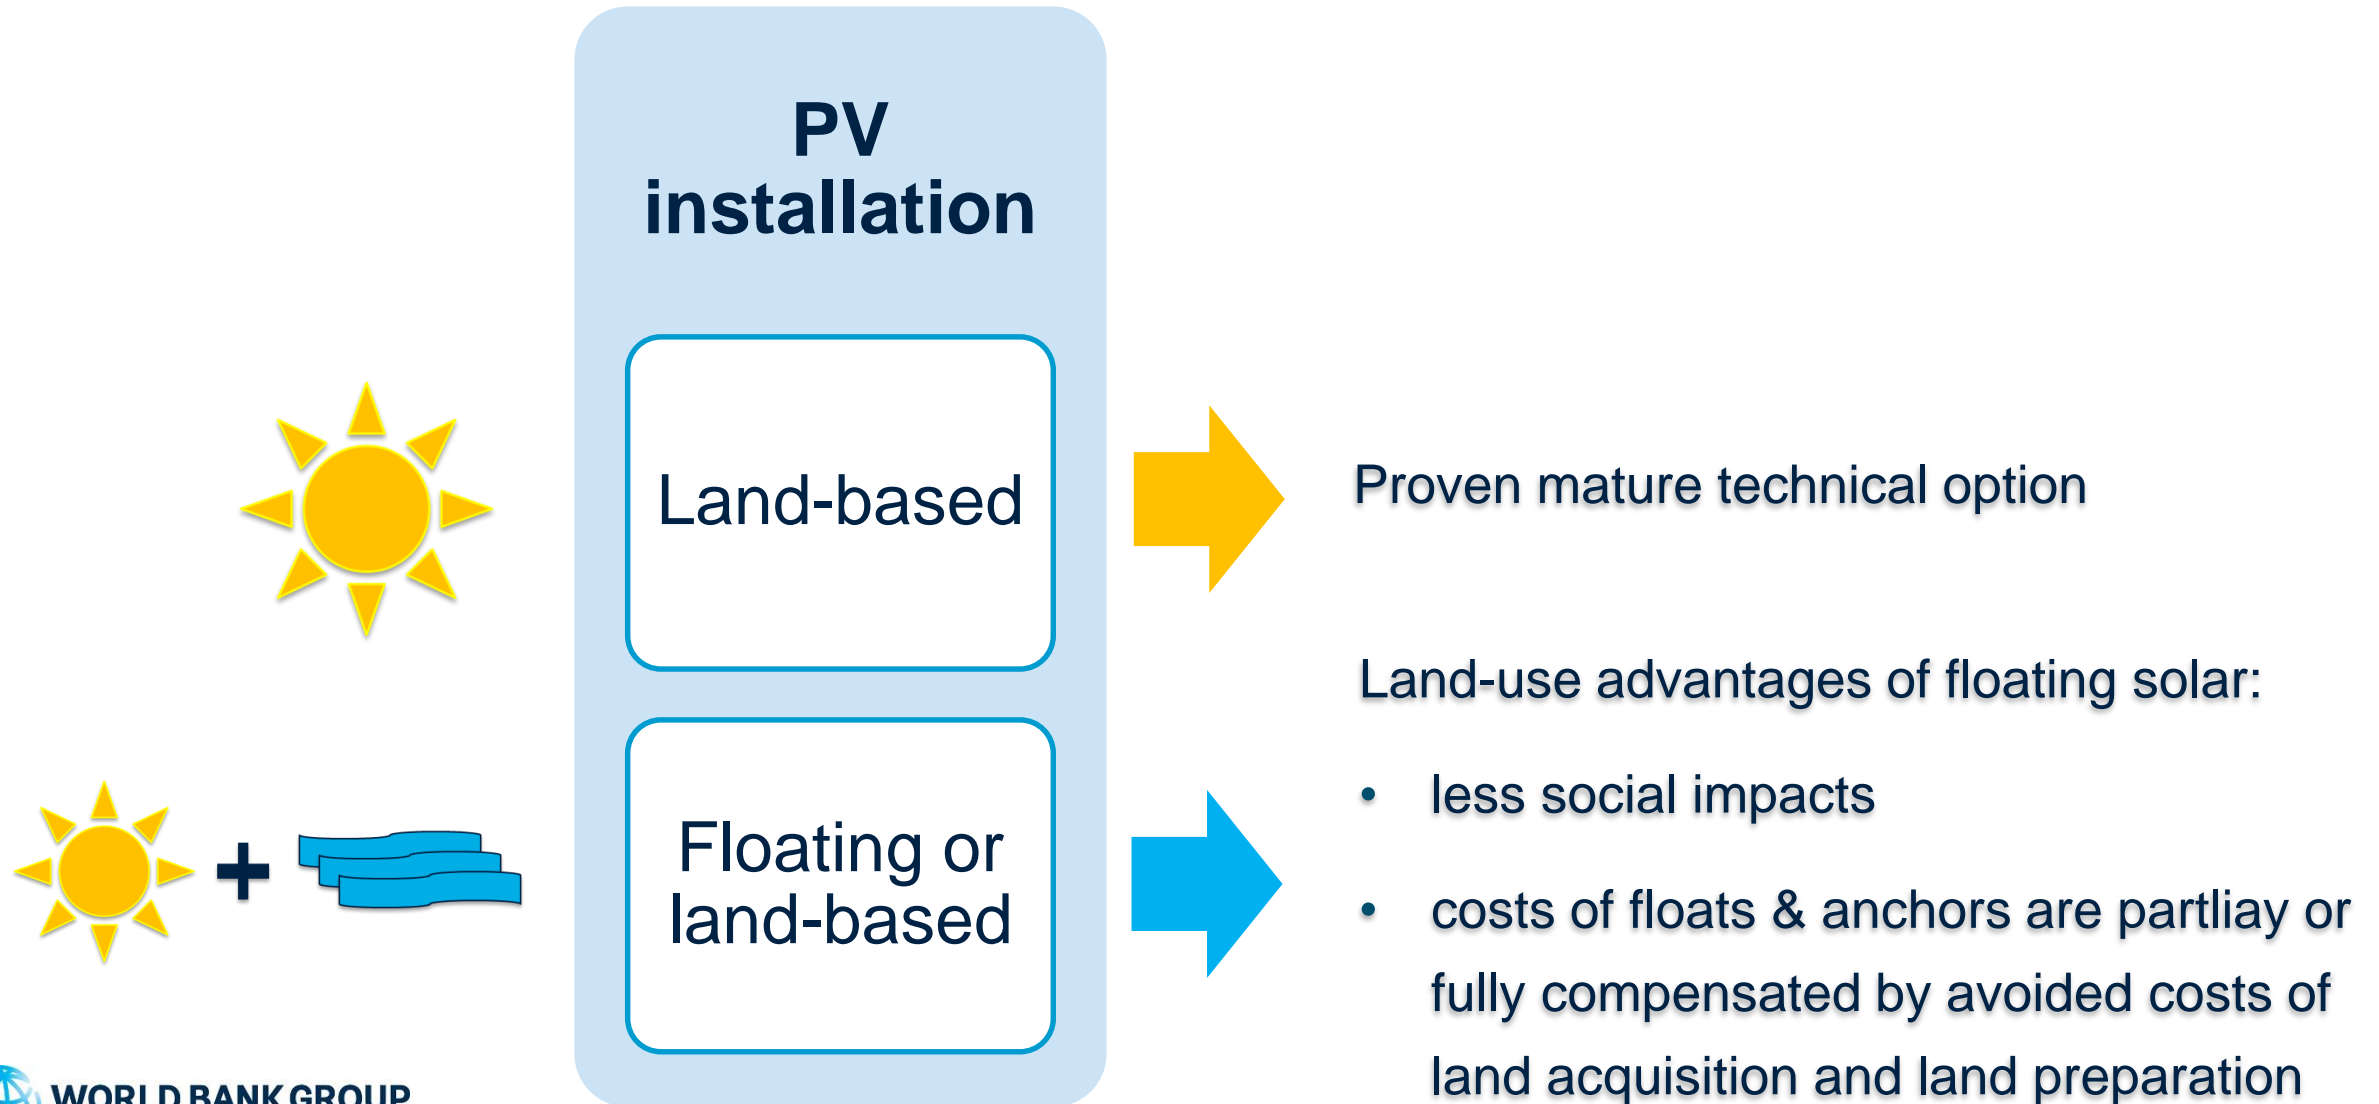 PV
installation
Land-based
Proven mature technical option
Floating or
land-based
Land-use advantages of floating solar:
• less social impacts
• costs of floats & anchors are partliay or
fully compensated by avoided costs of
land acquisition and land preparation
+
WORLD BANK GROUP